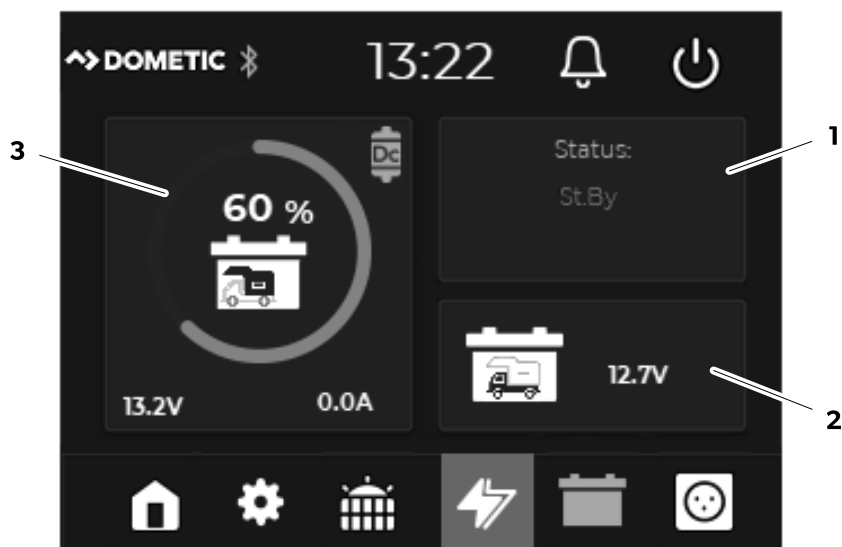 DOMETIC 13:22
3
60 %
Dc
13.2V 0.0A
Status:
St.By
1
12.7V
2